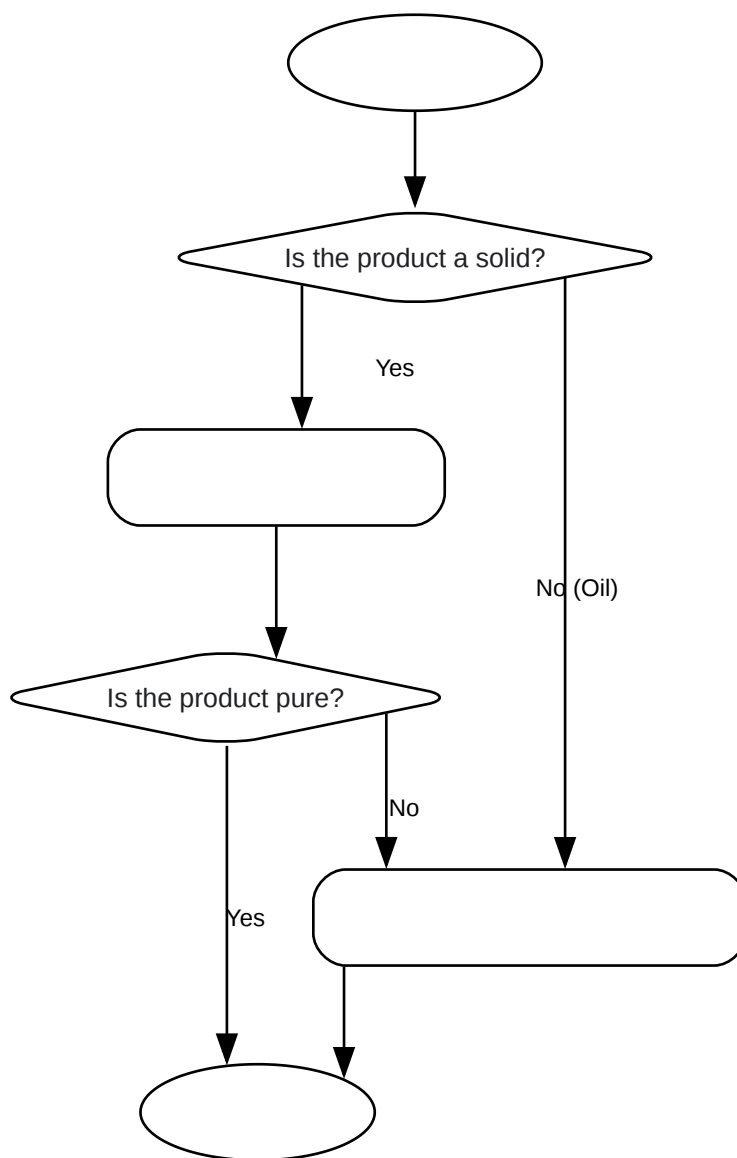 Is the product a solid?
Yes
No (Oil)
Is the product pure?
No
Yes